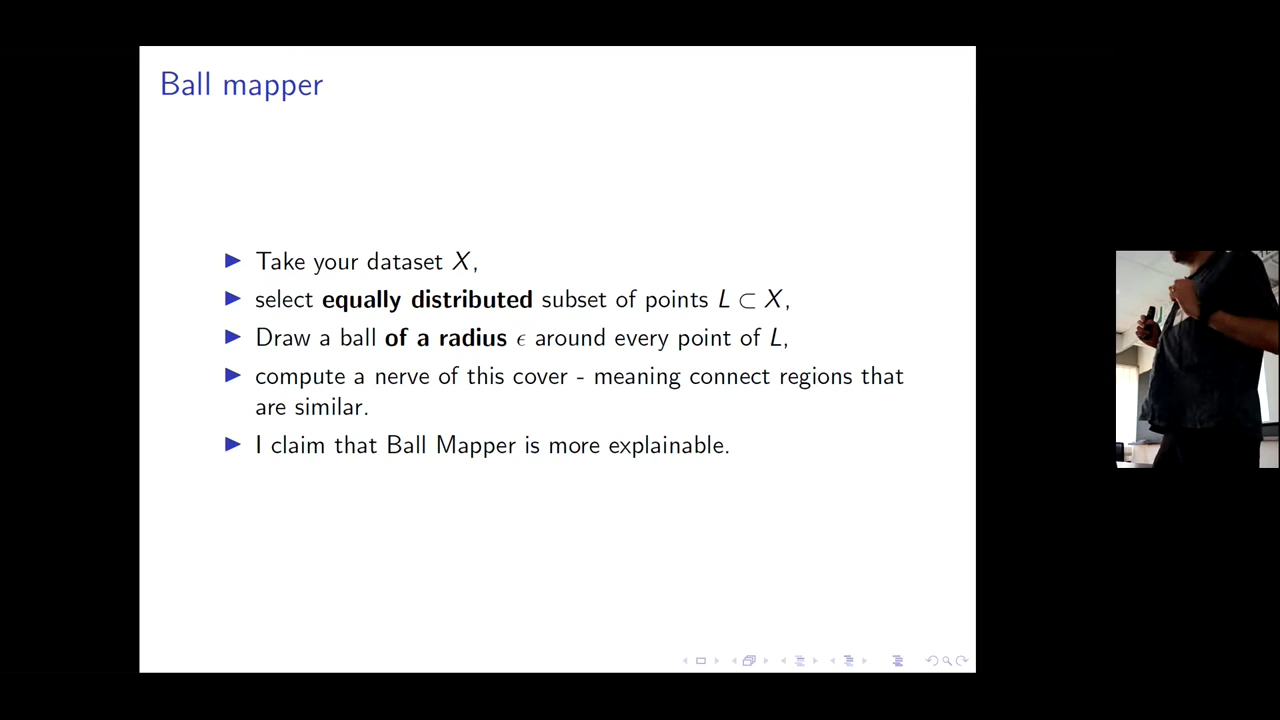 Ball mapper
Take your dataset X,
select equally distributed subset of points L ⊂ X,
Draw a ball of a radius ϵ around every point of L,
compute a nerve of this cover - meaning connect regions that
are similar.
I claim that Ball Mapper is more explainable.